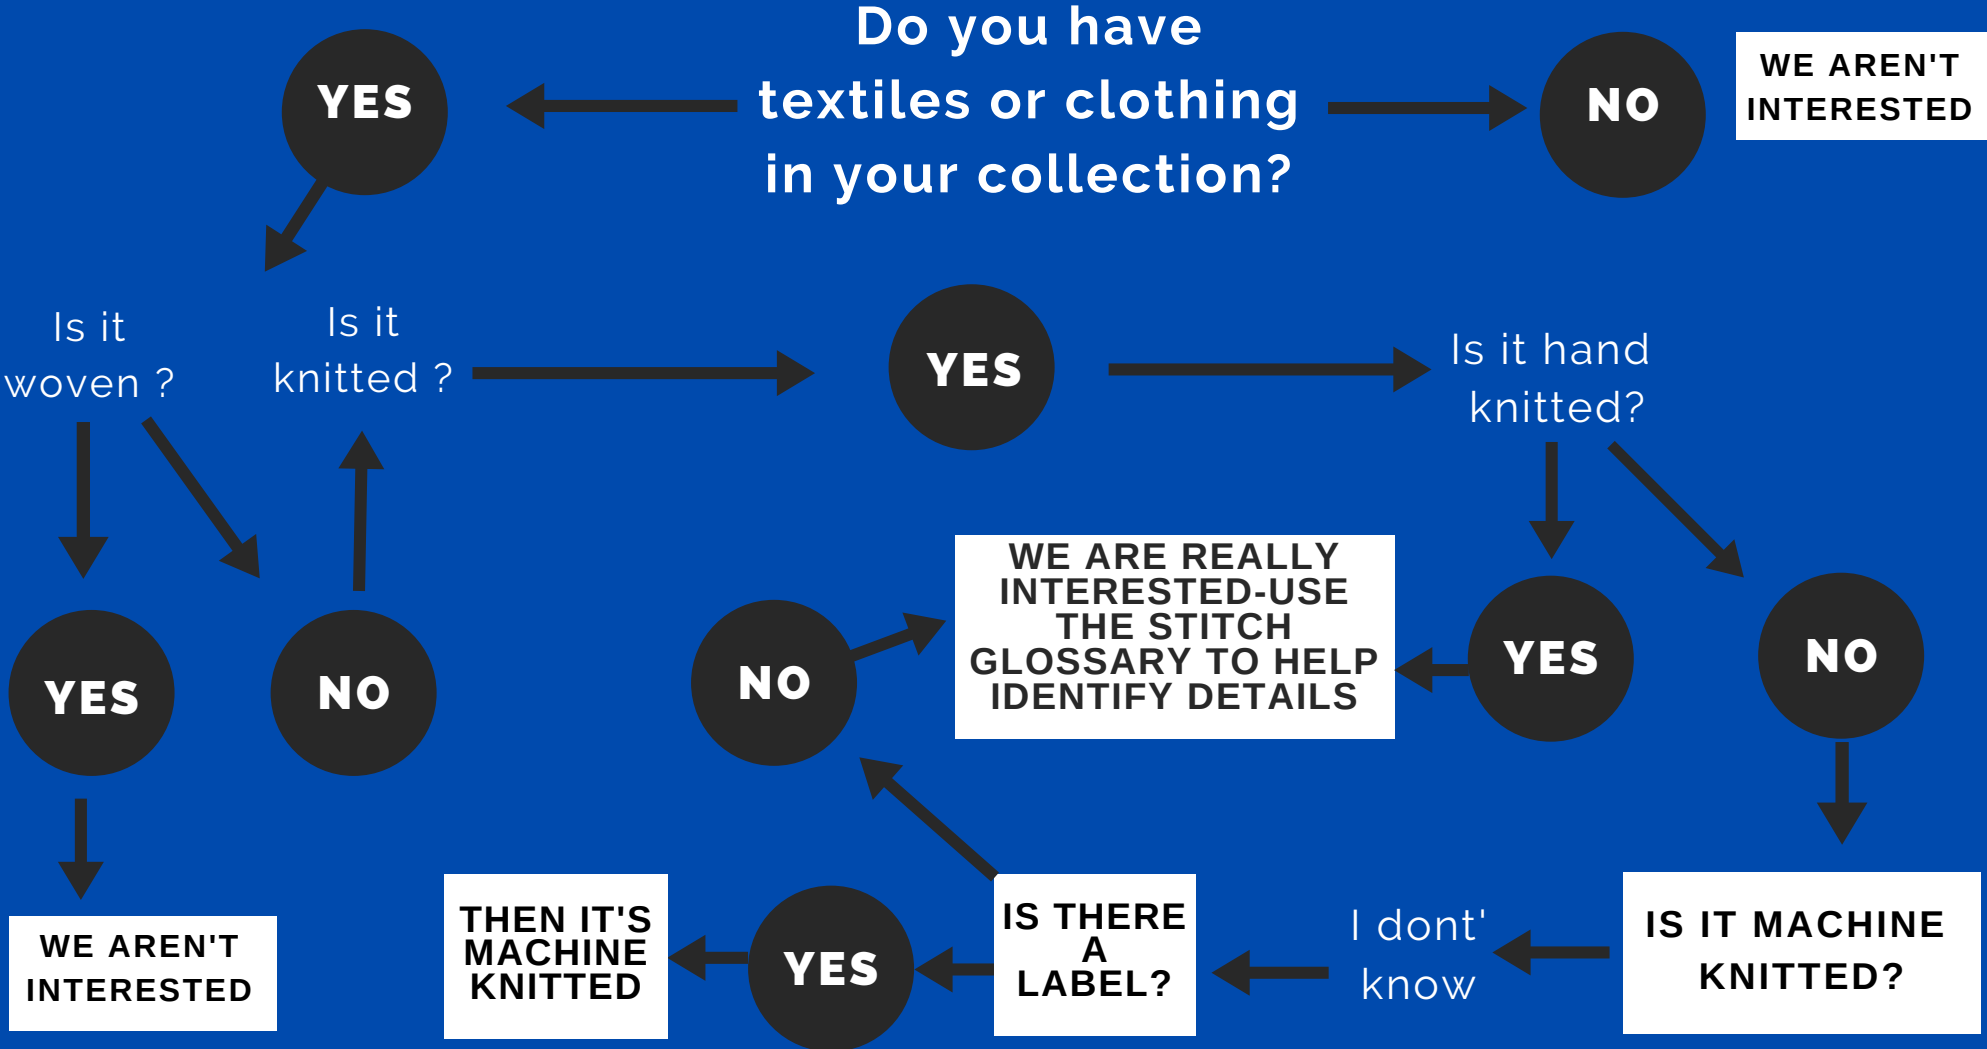 Do you have
textiles or clothing
in your collection?
YES
NO
WE AREN'T
INTERESTED
Is it
woven ?
Is it
knitted ?
YES
Is it hand
knitted?
YES
NO
NO
WE ARE REALLY
INTERESTED-USE
THE STITCH
GLOSSARY TO HELP
IDENTIFY DETAILS
YES
NO
WE AREN'T
INTERESTED
THEN IT'S
MACHINE
KNITTED
YES
IS THERE
A
LABEL?
I dont'
know
IS IT MACHINE
KNITTED?